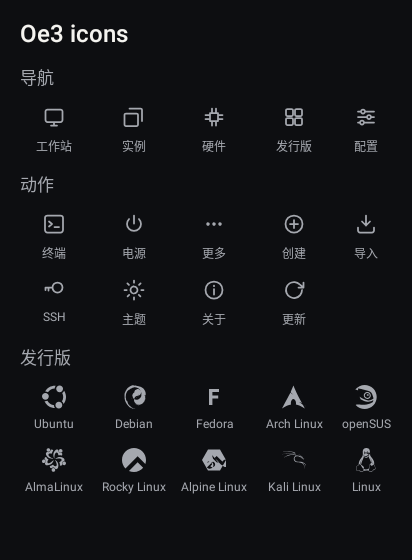 Oe3 icons
导航
工作站 实例 硬件 发行版 配置
动作
终端 电源 更多 创建 导入
SSH 主题 关于 更新
发行版
F
Ubuntu Debian Fedora Arch Linux openSUS
AlmaLinux Rocky Linux Alpine Linux Kali Linux Linux